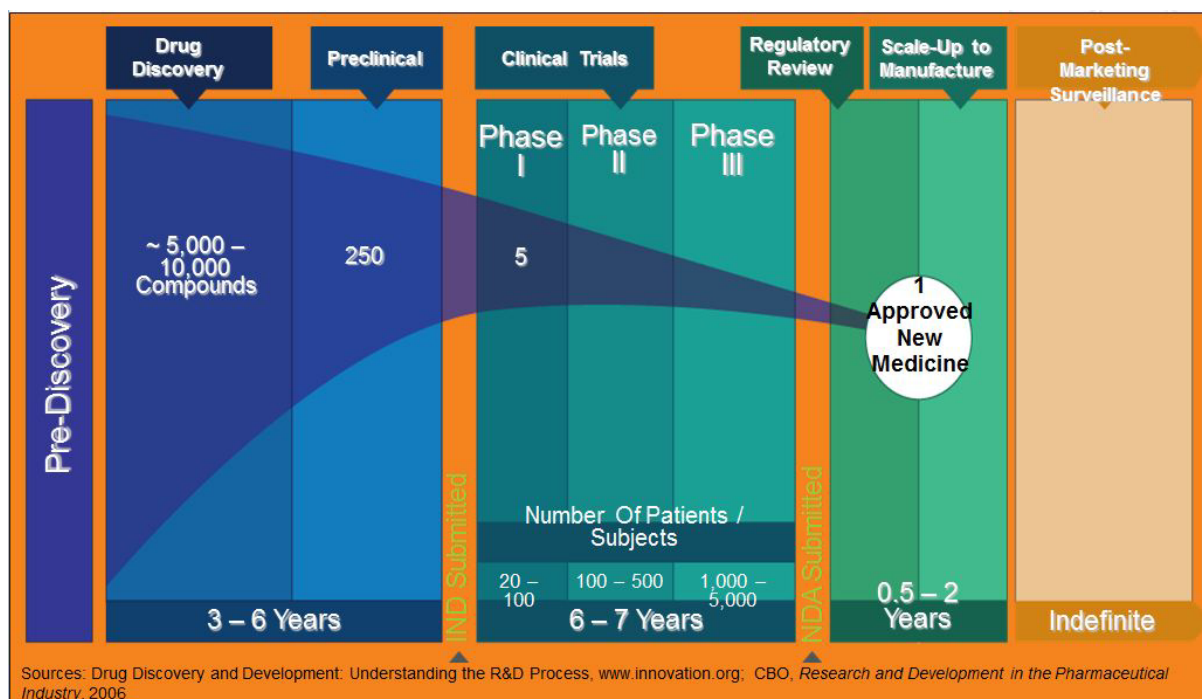 Drug
Discovery
Preclinical
Clinical Trials
Regulatory
Review
Scale-Up to
Manufacture
Post-
Marketing
Surveillance
Pre-Discovery
Phase
I
Phase
II
Phase
III
~ 5,000 –
10,000
Compounds
250
5
1
Approved
New
Medicine
IND Submitted
NDA Submitted
Number Of Patients /
Subjects
20 –
100
100 – 500
1,000 –
5,000
3 – 6 Years
6 – 7 Years
0.5 – 2
Years
Indefinite
Sources: Drug Discovery and Development: Understanding the R&D Process, www.innovation.org; CBO, Research and Development in the Pharmaceutical
Industry, 2006